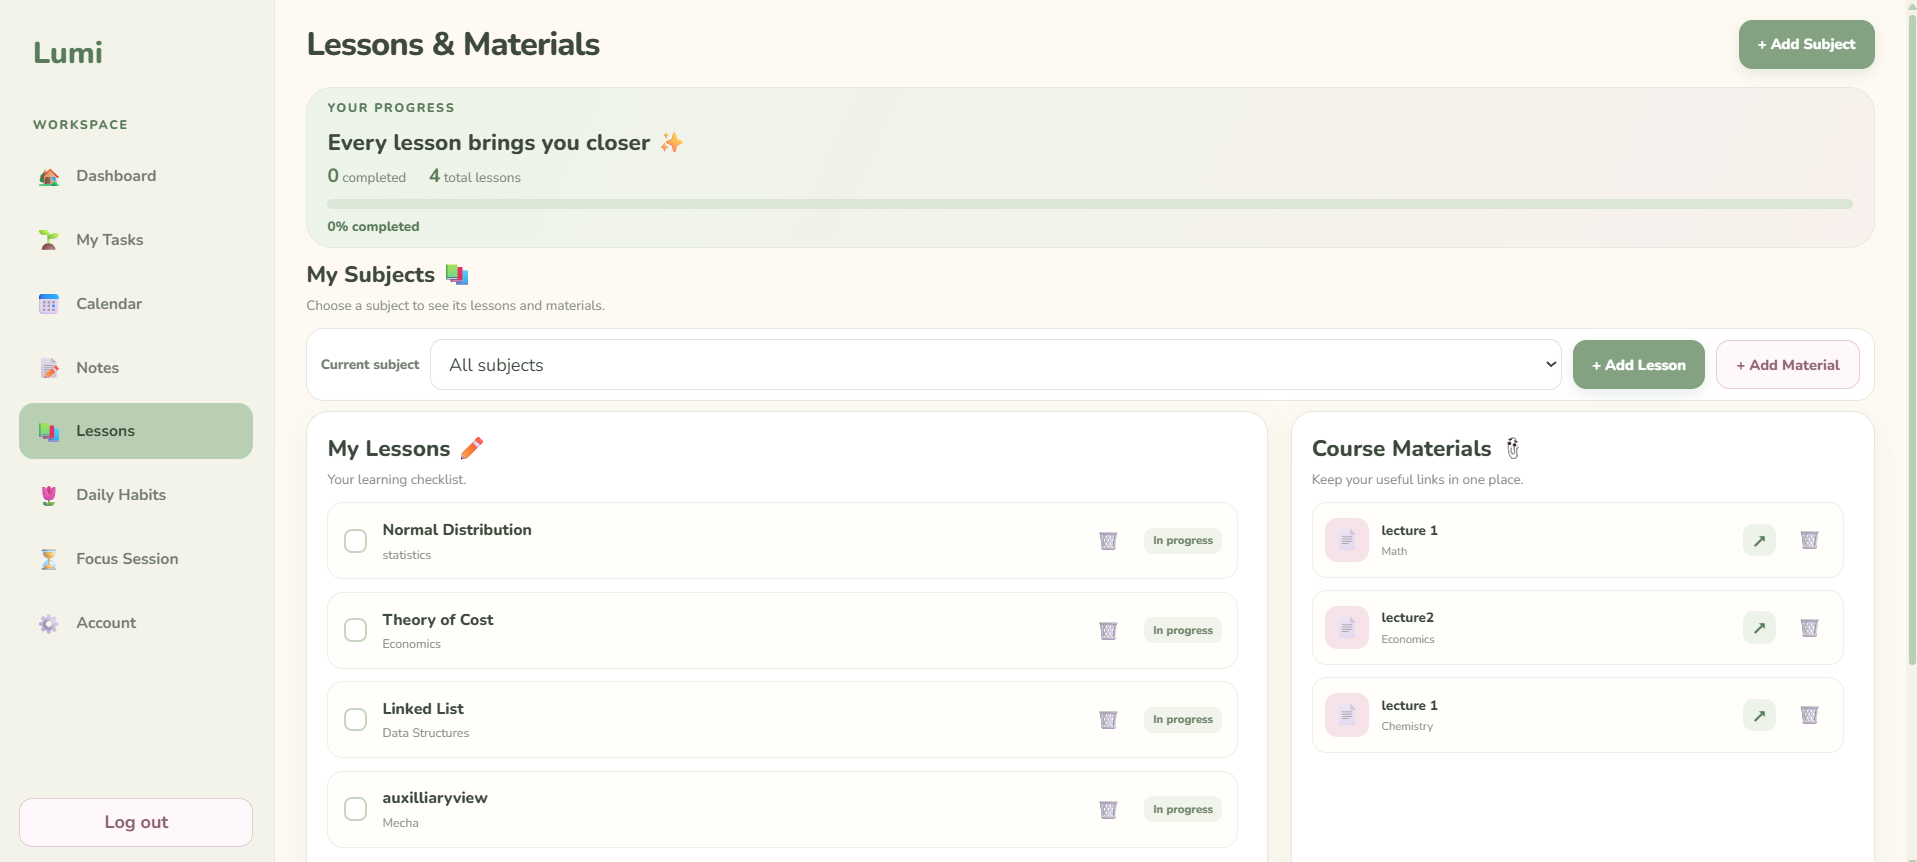 Lumi
WORKSPACE
Dashboard
My Tasks
Calendar
Notes
Lessons
Daily Habits
Focus Session
Account
Log out
Lessons & Materials
+ Add Subject
YOUR PROGRESS
Every lesson brings you closer ✨
0 completed 4 total lessons
0% completed
My Subjects 📚
Choose a subject to see its lessons and materials.
Current subject All subjects + Add Lesson + Add Material
My Lessons ✏️
Your learning checklist.
Normal Distribution
statistics
In progress
Theory of Cost
Economics
In progress
Linked List
Data Structures
In progress
auxilliaryview
Mecha
In progress
Course Materials 🖇️
Keep your useful links in one place.
lecture 1
Math
↗
lecture2
Economics
↗
lecture 1
Chemistry
↗